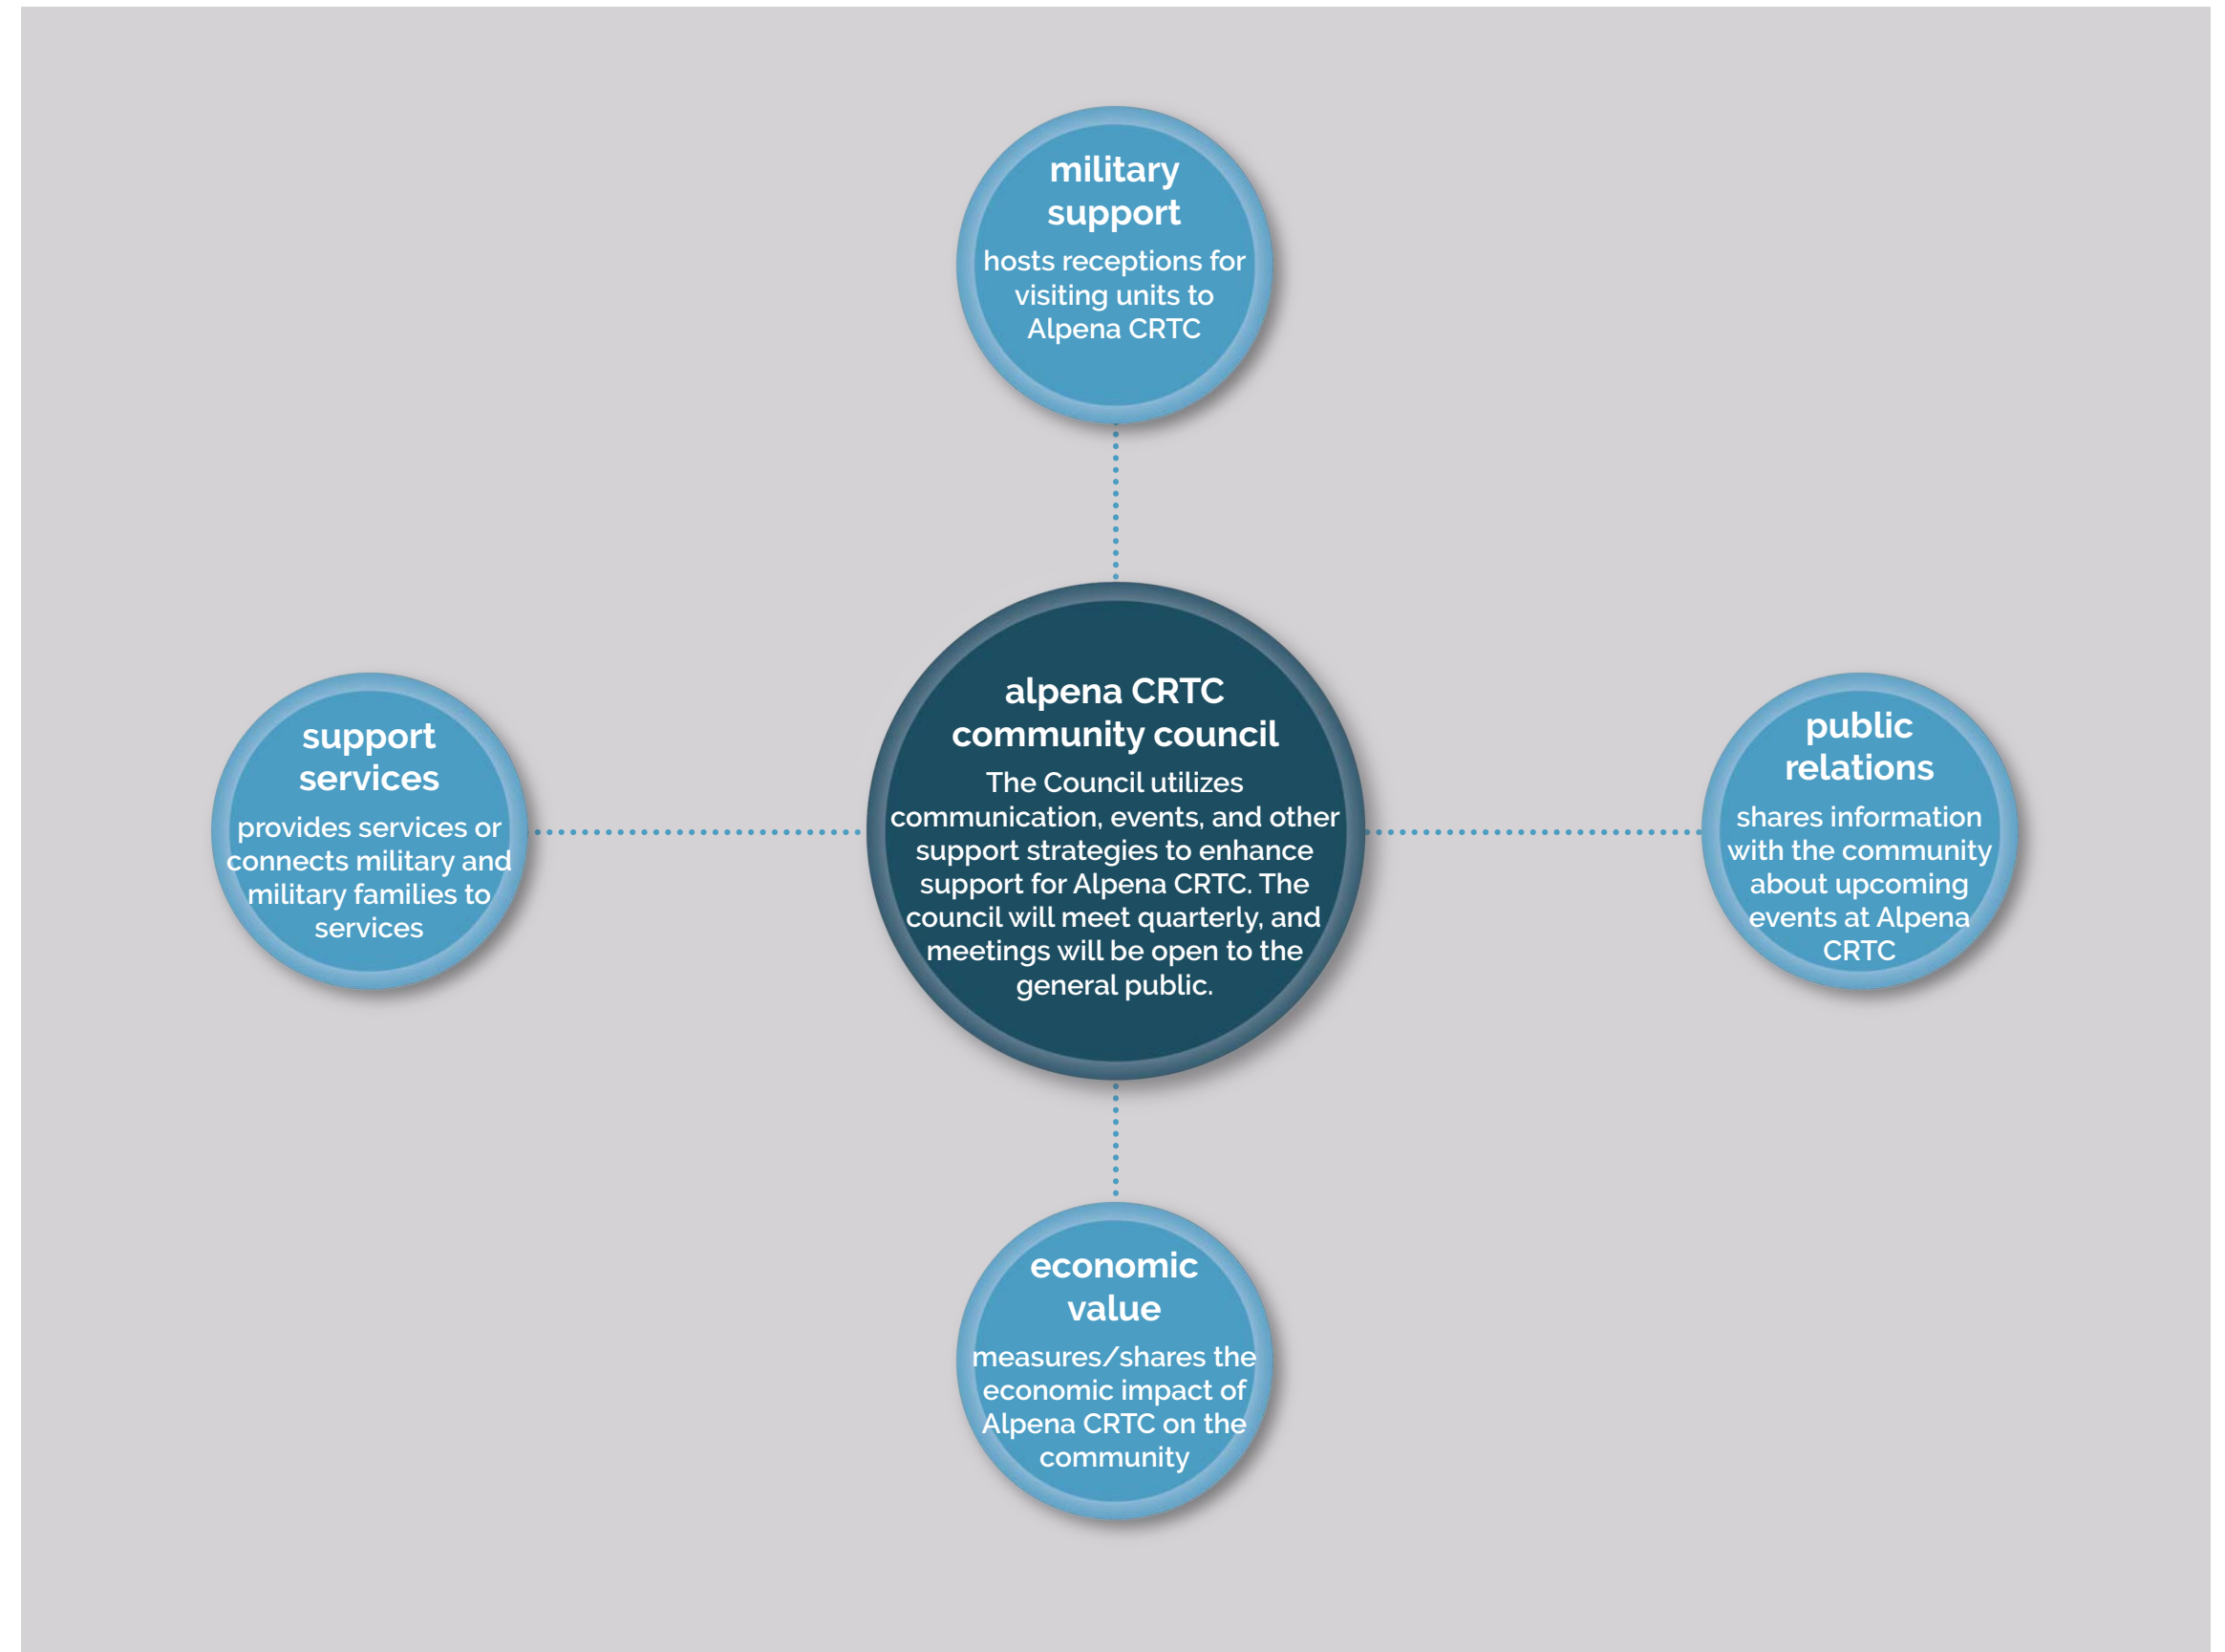 military
support
hosts receptions for
visiting units to
Alpena CRTC
support
services
provides services or
connects military and
military families to
services
alpena CRTC
community council
The Council utilizes
communication, events, and other
support strategies to enhance
support for Alpena CRTC. The
council will meet quarterly, and
meetings will be open to the
general public.
public
relations
shares information
with the community
about upcoming
events at Alpena
CRTC
economic
value
measures/shares the
economic impact of
Alpena CRTC on the
community